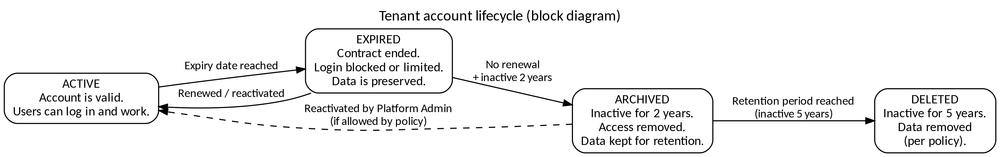 Tenant account lifecycle (block diagram)
ACTIVE
Account is valid.
Users can log in and work.
Expiry date reached
Renewed / reactivated
EXPIRED
Contract ended.
Login blocked or limited.
Data is preserved.
Reactivated by Platform Admin
(if allowed by policy)
No renewal
+ inactive 2 years
ARCHIVED
Inactive for 2 years.
Access removed.
Data kept for retention.
Retention period reached
(inactive 5 years)
DELETED
Inactive for 5 years.
Data removed
(per policy).